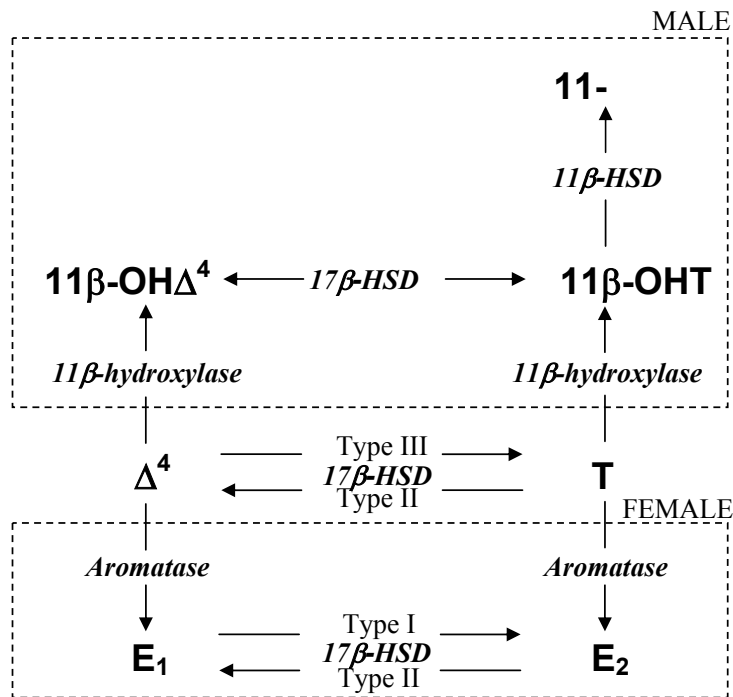 MALE
11-
11β-HSD
11β-OHΔ⁴
17β-HSD
11β-OHT
11β-hydroxylase
11β-hydroxylase
Type III
Δ⁴
17β-HSD
T
Type II
FEMALE
Aromatase
Aromatase
Type I
E₁
17β-HSD
E₂
Type II